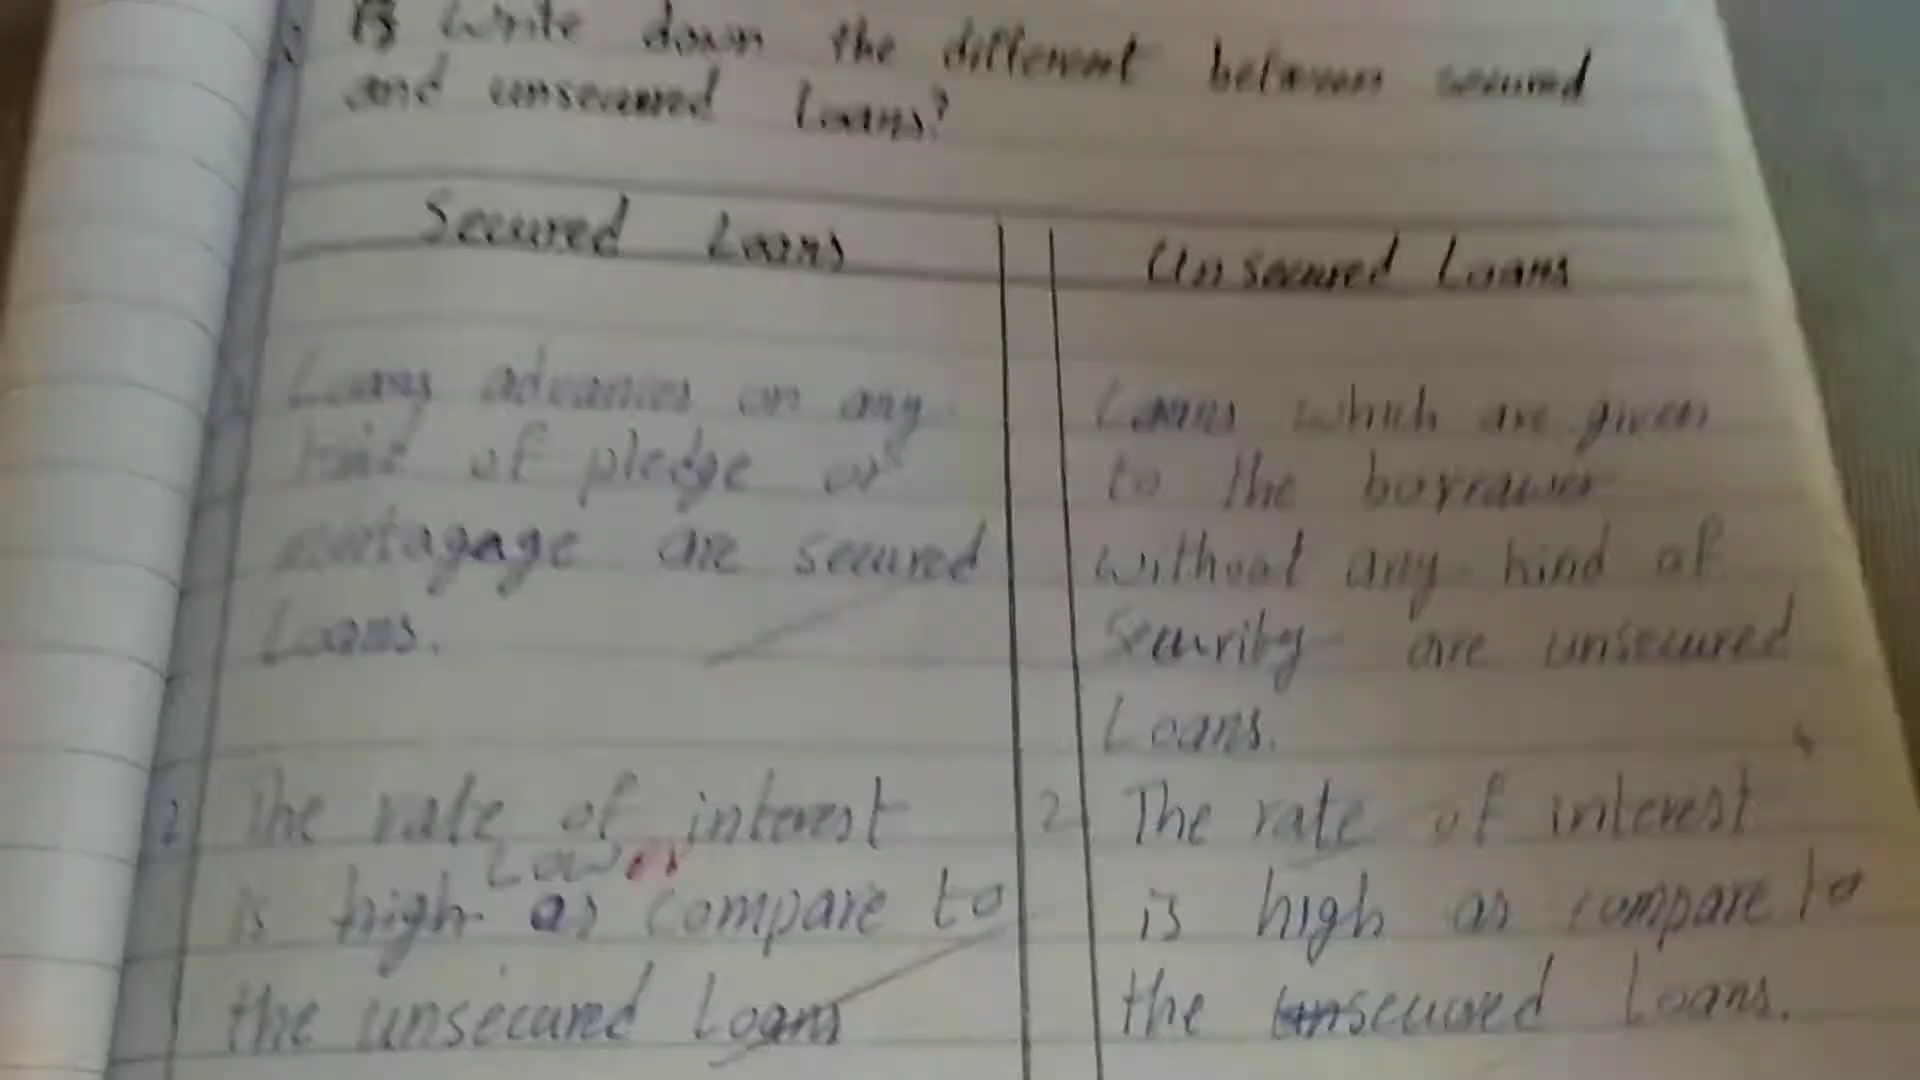 Write down the different between secured
and unsecured Loans?
Secured Loans
Unsecured Loans
Loans advances on any
kind of pledge or
mortagage are secured
Loans.
Loans which are given
to the borrawer
without any kind of
Security are unsecured
Loans.
2 The rate of interest
Lower
is high as compare to
the unsecured Loans
2 The rate of interest
is high as compare to
the unsecured Loans.